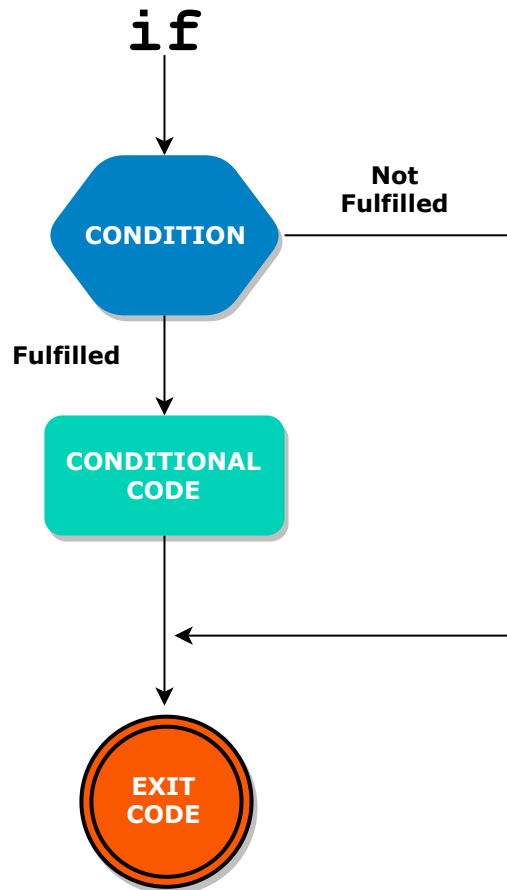 if
Not
Fulfilled
CONDITION
Fulfilled
CONDITIONAL
CODE
EXIT
CODE